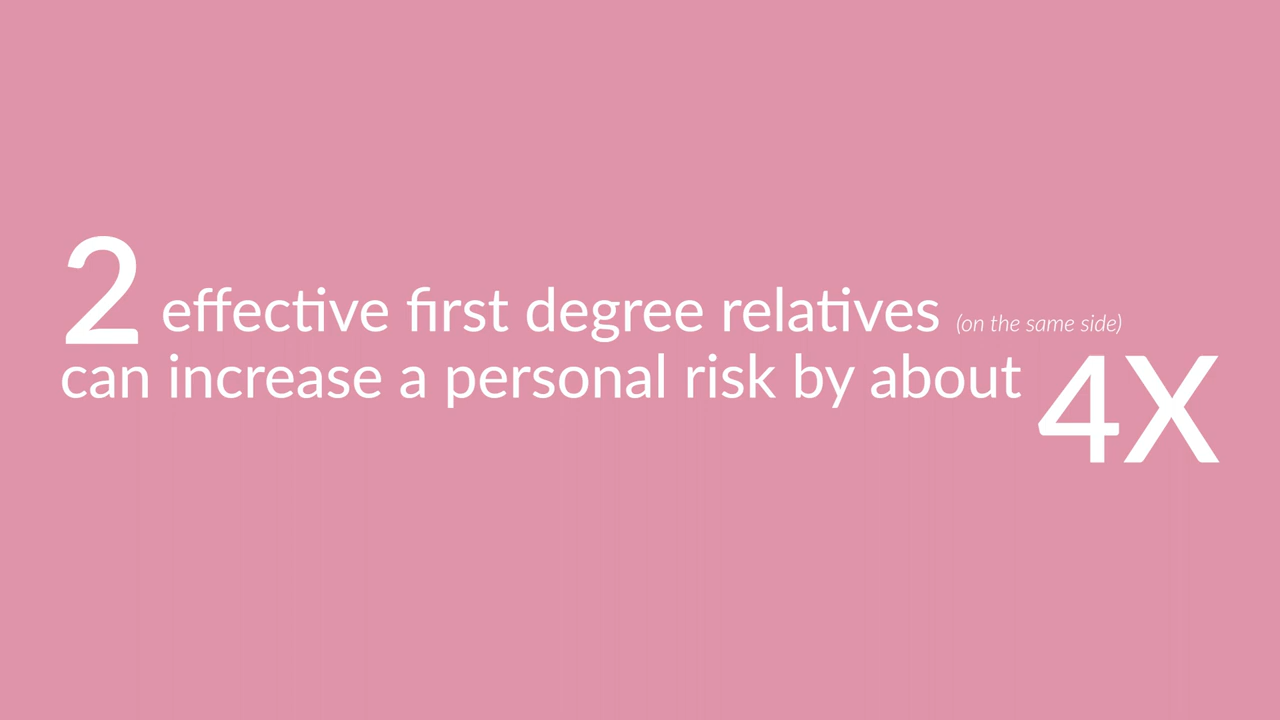 2 effective first degree relatives (on the same side)
can increase a personal risk by about 4X